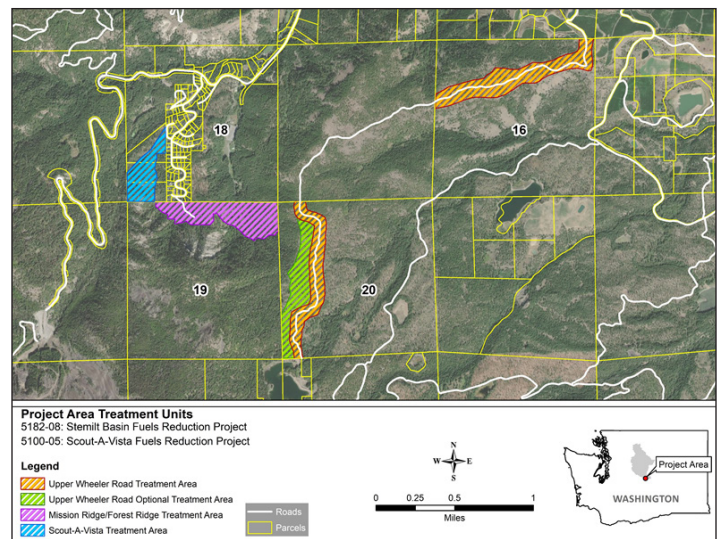 18
16
19
20
Project Area Treatment Units
5182-08: Stemilt Basin Fuels Reduction Project
5100-05: Scout-A-Vista Fuels Reduction Project
Legend
Upper Wheeler Road Treatment Area
Upper Wheeler Road Optional Treatment Area
Mission Ridge/Forest Ridge Treatment Area
Scout-A-Vista Treatment Area
Roads
Parcels
N
W E
S
0 0.25 0.5 1
Miles
Project Area
WASHINGTON